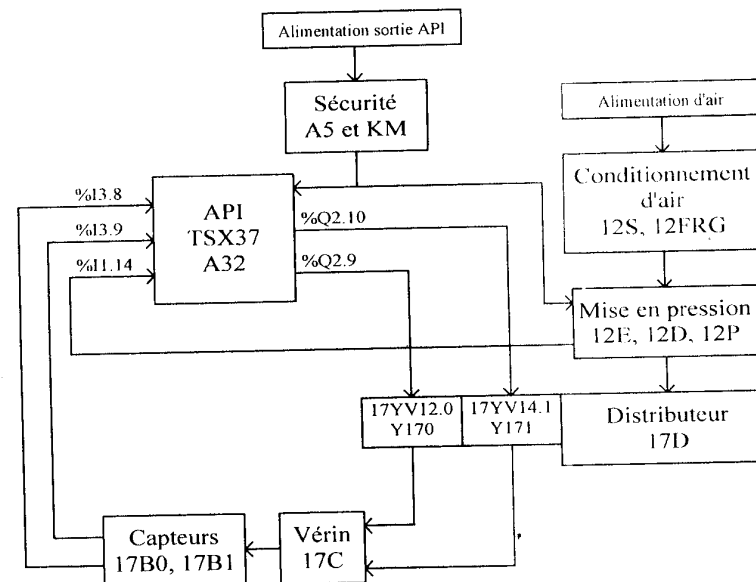 Alimentation sortie API
Sécurité
A5 et KM
Alimentation d'air
Conditionnement
d'air
12S, 12FRG
%I3.8
%I3.9
%I1.14
API
TSX37
A32
%Q2.10
%Q2.9
Mise en pression
12E, 12D, 12P
17YV12.0
Y170
17YV14.1
Y171
Distributeur
17D
Capteurs
17B0, 17B1
Vérin
17C